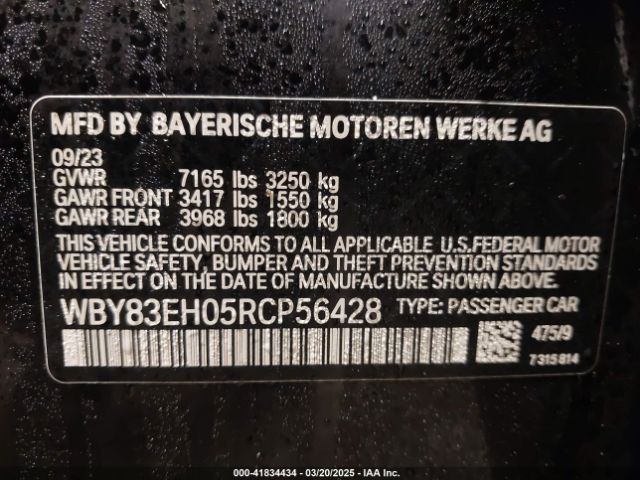 MFD BY BAYERISCHE MOTOREN WERKE AG
09/23
GVWR 7165 lbs 3250 kg
GAWR FRONT 3417 lbs 1550 kg
GAWR REAR 3968 lbs 1800 kg
THIS VEHICLE CONFORMS TO ALL APPLICABLE U.S.FEDERAL MOTOR
VEHICLE SAFETY, BUMPER AND THEFT PREVENTION STANDARDS
IN EFFECT ON THE DATE OF MANUFACTURE SHOWN ABOVE.
WBY83EH05RCP56428 TYPE: PASSENGER CAR
475/9
7315814
000-41834434 - 03/20/2025 - IAA Inc.